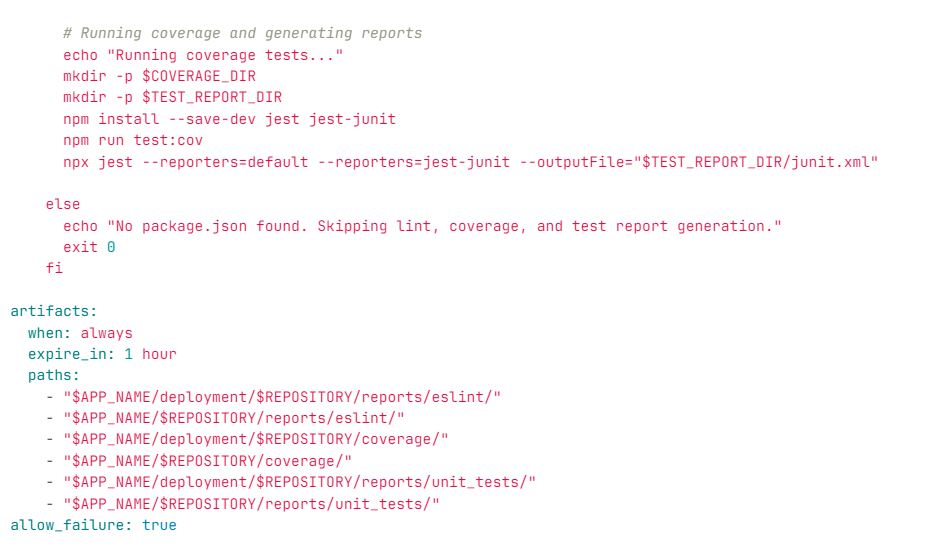 # Running coverage and generating reports
echo "Running coverage tests..."
mkdir -p $COVERAGE_DIR
mkdir -p $TEST_REPORT_DIR
npm install --save-dev jest jest-junit
npm run test:cov
npx jest --reporters=default --reporters=jest-junit --outputFile="$TEST_REPORT_DIR/junit.xml"
else
echo "No package.json found. Skipping lint, coverage, and test report generation."
exit 0
fi
artifacts:
when: always
expire_in: 1 hour
paths:
- "$APP_NAME/deployment/$REPOSITORY/reports/eslint/"
- "$APP_NAME/$REPOSITORY/reports/eslint/"
- "$APP_NAME/deployment/$REPOSITORY/coverage/"
- "$APP_NAME/$REPOSITORY/coverage/"
- "$APP_NAME/deployment/$REPOSITORY/reports/unit_tests/"
- "$APP_NAME/$REPOSITORY/reports/unit_tests/"
allow_failure: true